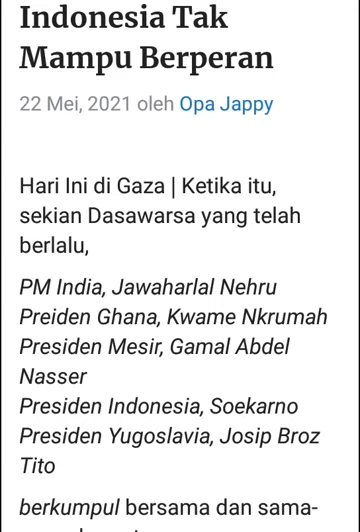 Indonesia Tak
Mampu Berperan
22 Mei, 2021 oleh Opa Jappy
Hari Ini di Gaza | Ketika itu,
sekian Dasawarsa yang telah
berlalu,
PM India, Jawaharlal Nehru
Preiden Ghana, Kwame Nkrumah
Presiden Mesir, Gamal Abdel
Nasser
Presiden Indonesia, Soekarno
Presiden Yugoslavia, Josip Broz
Tito
berkumpul bersama dan sama-